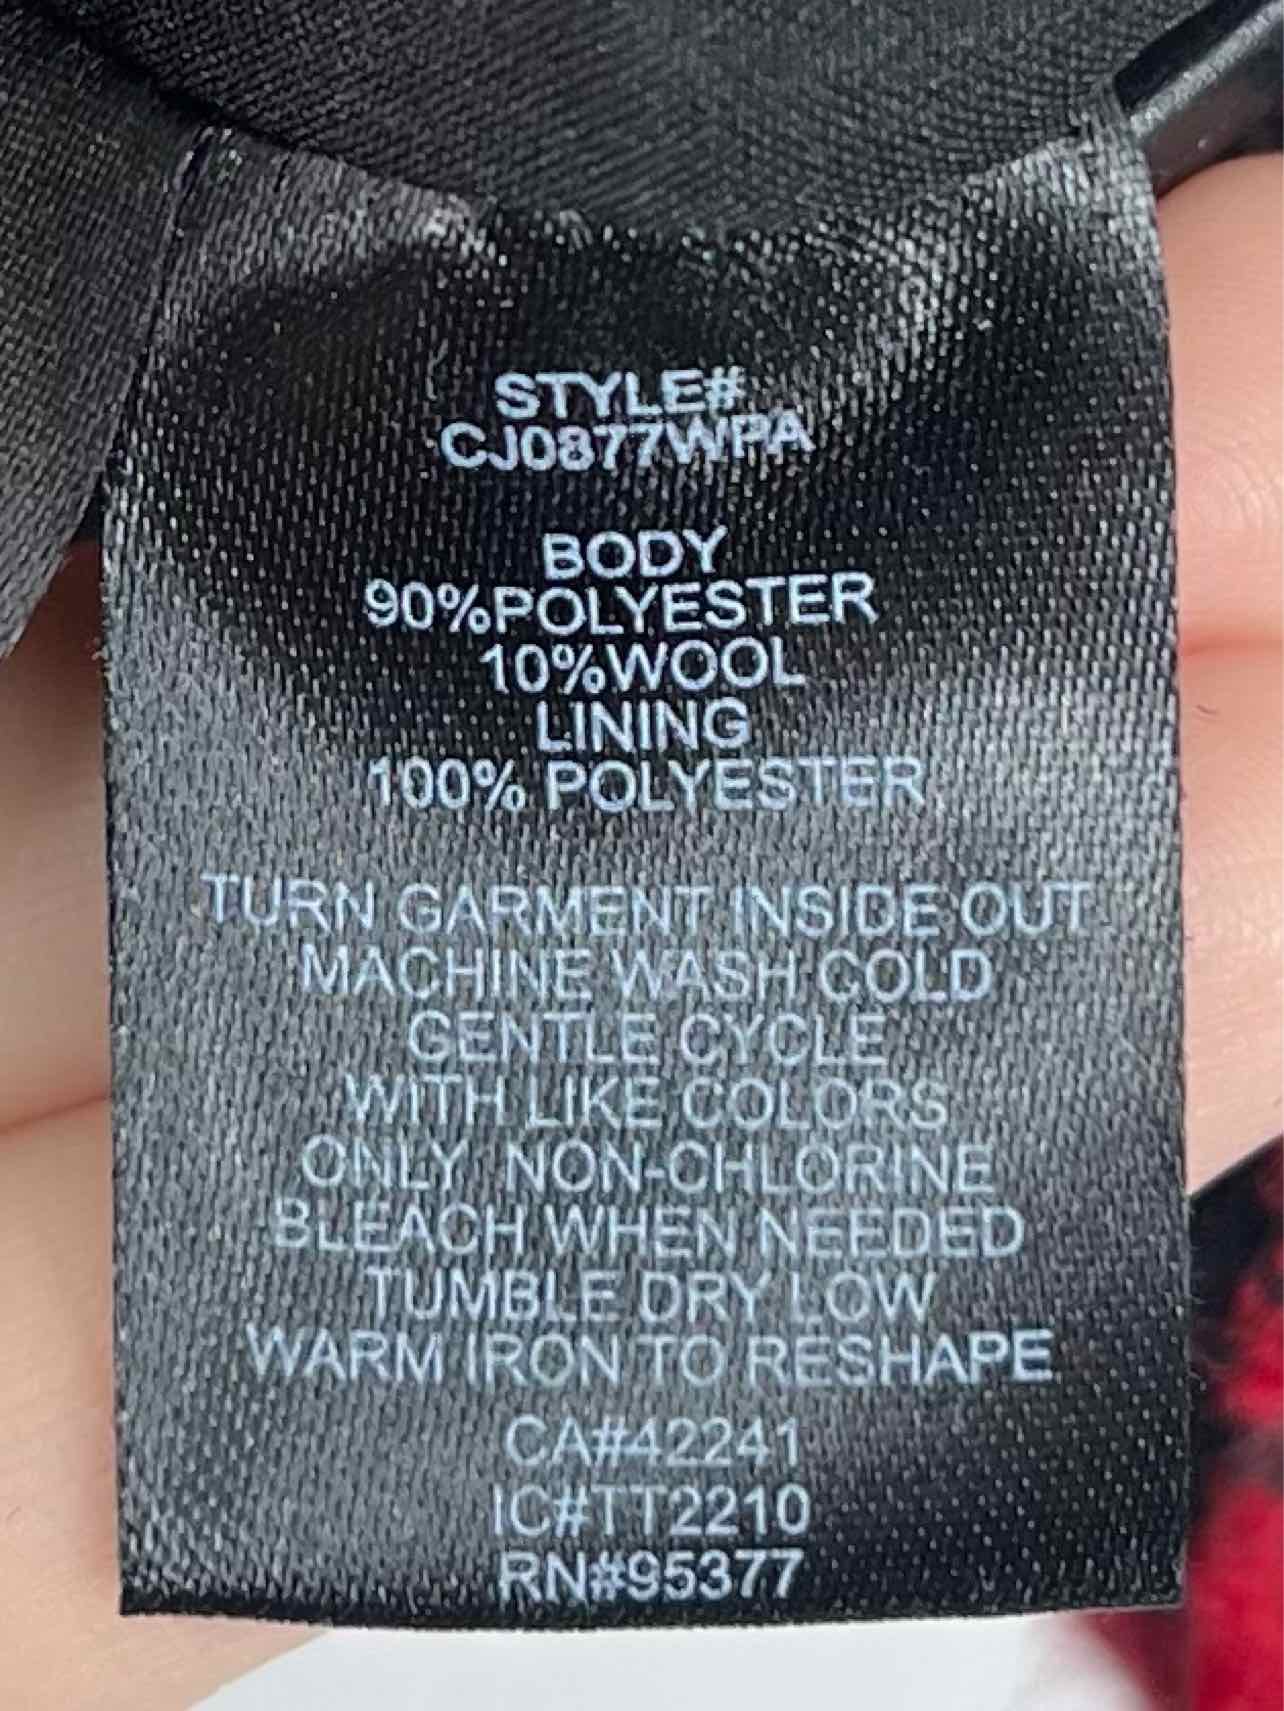 STYLE#
CJ0877WPA
BODY
90%POLYESTER
10%WOOL
LINING
100% POLYESTER
TURN GARMENT INSIDE OUT
MACHINE WASH COLD
GENTLE CYCLE
WITH LIKE COLORS
ONLY NON-CHLORINE
BLEACH WHEN NEEDED
TUMBLE DRY LOW
WARM IRON TO RESHAPE
CA#42241
IC#TT2210
RN#95377